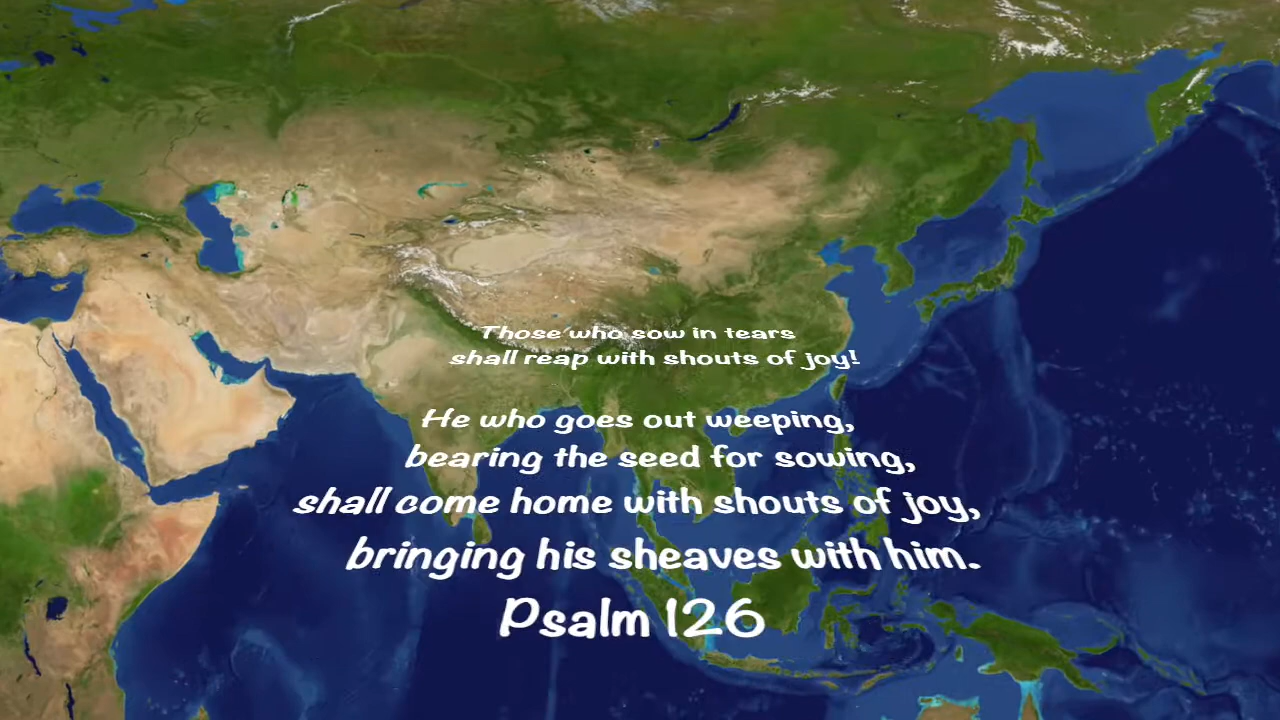 Those who sow in tears
shall reap with shouts of joy!
He who goes out weeping,
bearing the seed for sowing,
shall come home with shouts of joy,
bringing his sheaves with him.
Psalm 126